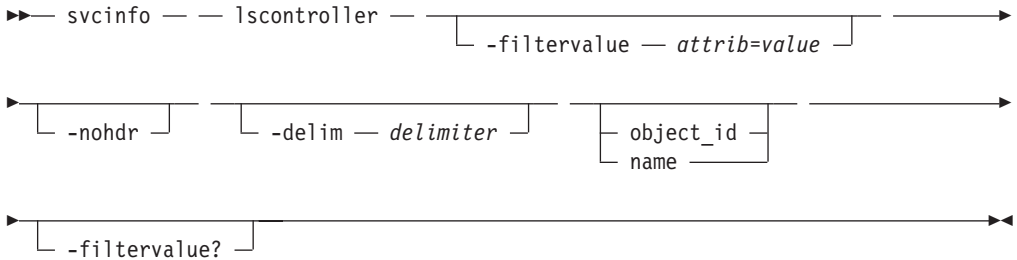 svcinfo lscontroller
-filtervalue attrib=value
-nohdr -delim delimiter object_id
name
-filtervalue?